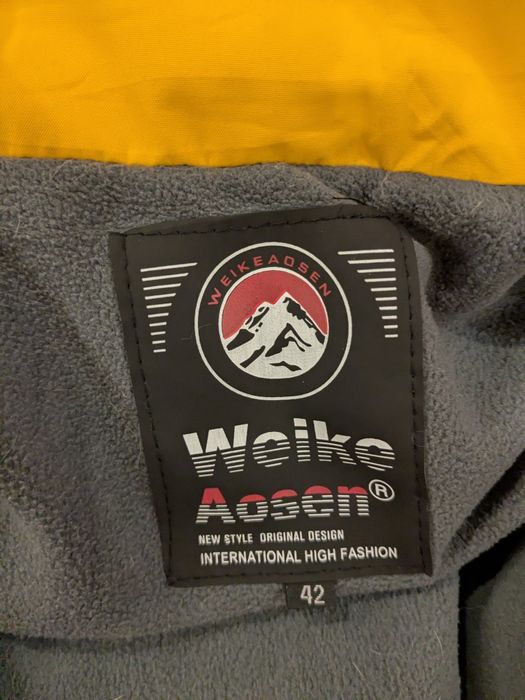 WEIKEAOSEN
Weike
Aosen®
NEW STYLE ORIGINAL DESIGN
INTERNATIONAL HIGH FASHION
42